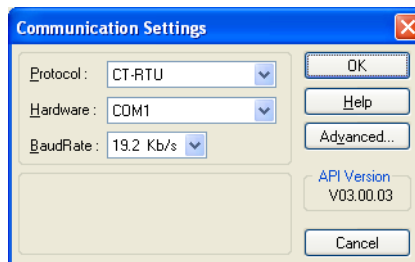 Communication Settings
Protocol : CT-RTU
Hardware : COM1
BaudRate : 19.2 Kb/s
OK
Help
Advanced...
API Version
V03.00.03
Cancel